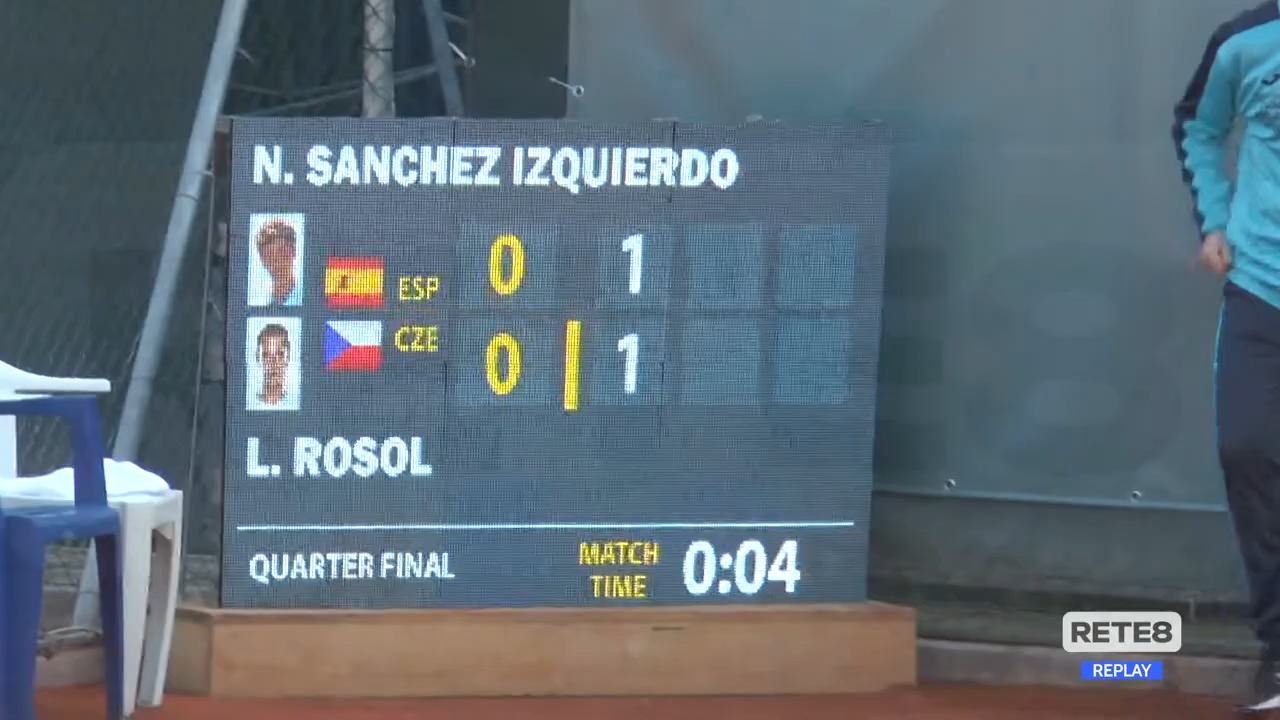 N. SANCHEZ IZQUIERDO
ESP 0 1
CZE 0 1
L. ROSOL
QUARTER FINAL
MATCH TIME 0:04
RETE8
REPLAY